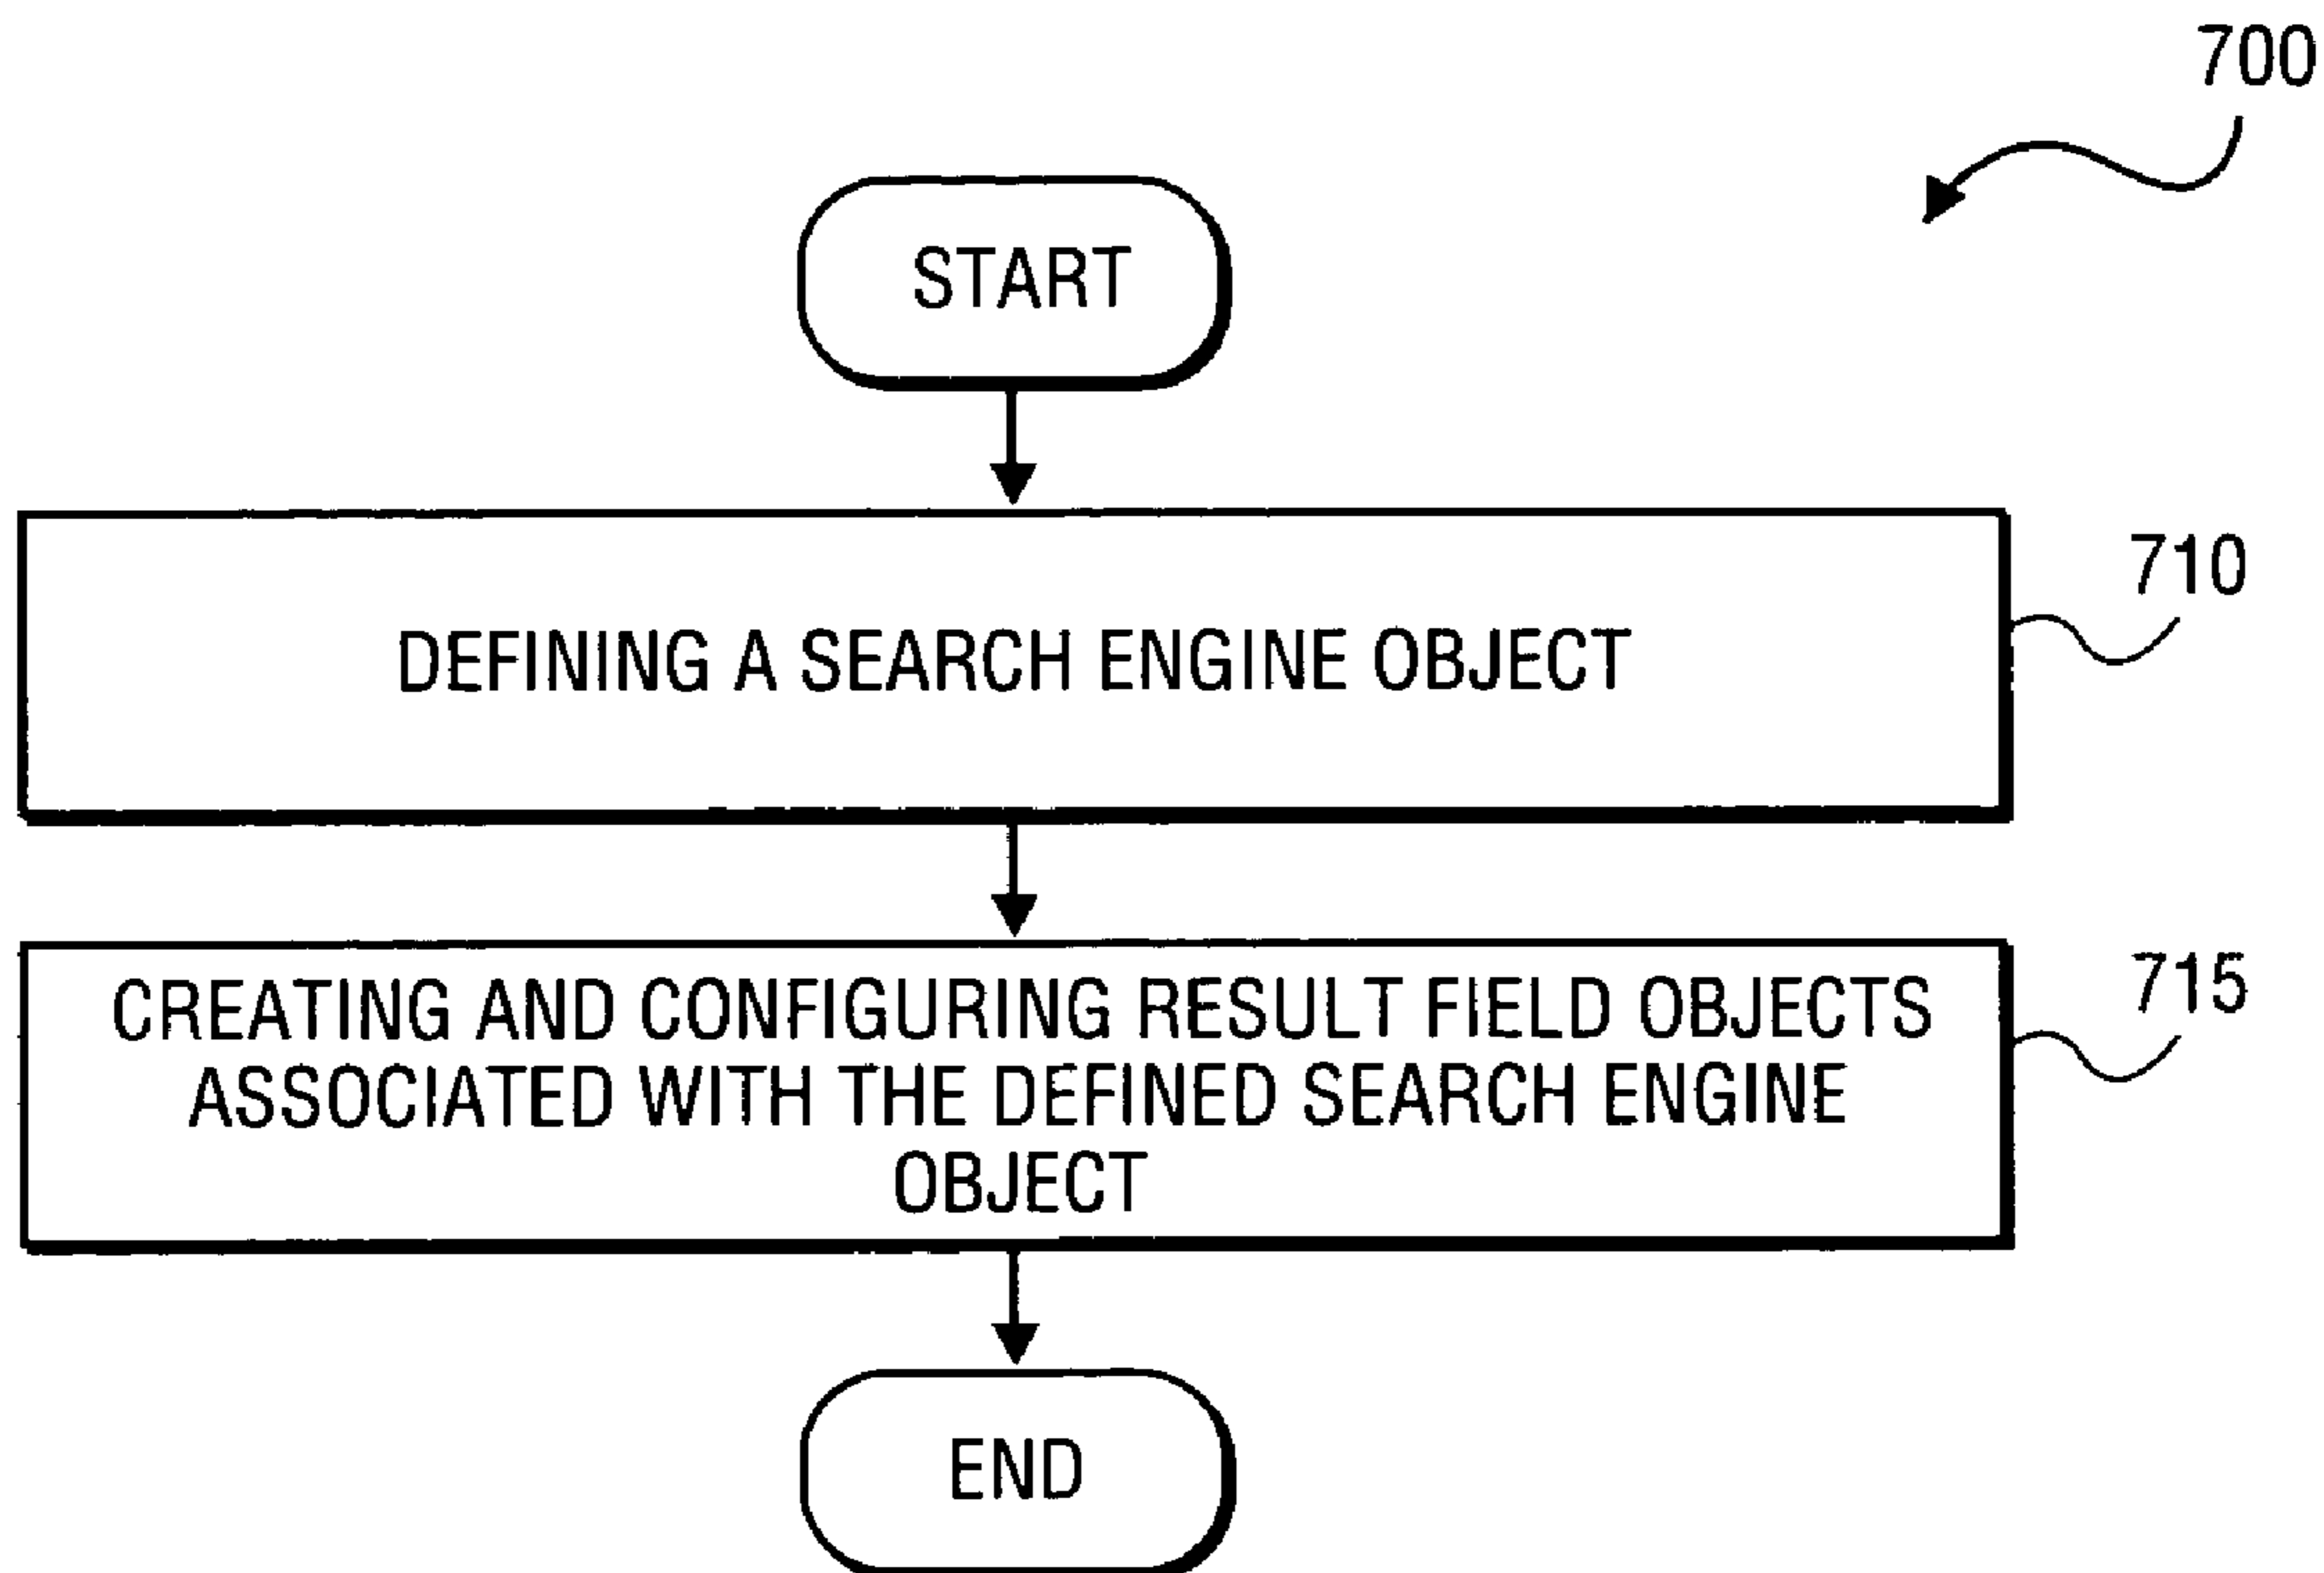 700
START
DEFINING A SEARCH ENGINE OBJECT
710
CREATING AND CONFIGURING RESULT FIELD OBJECTS
ASSOCIATED WITH THE DEFINED SEARCH ENGINE
OBJECT
715
END